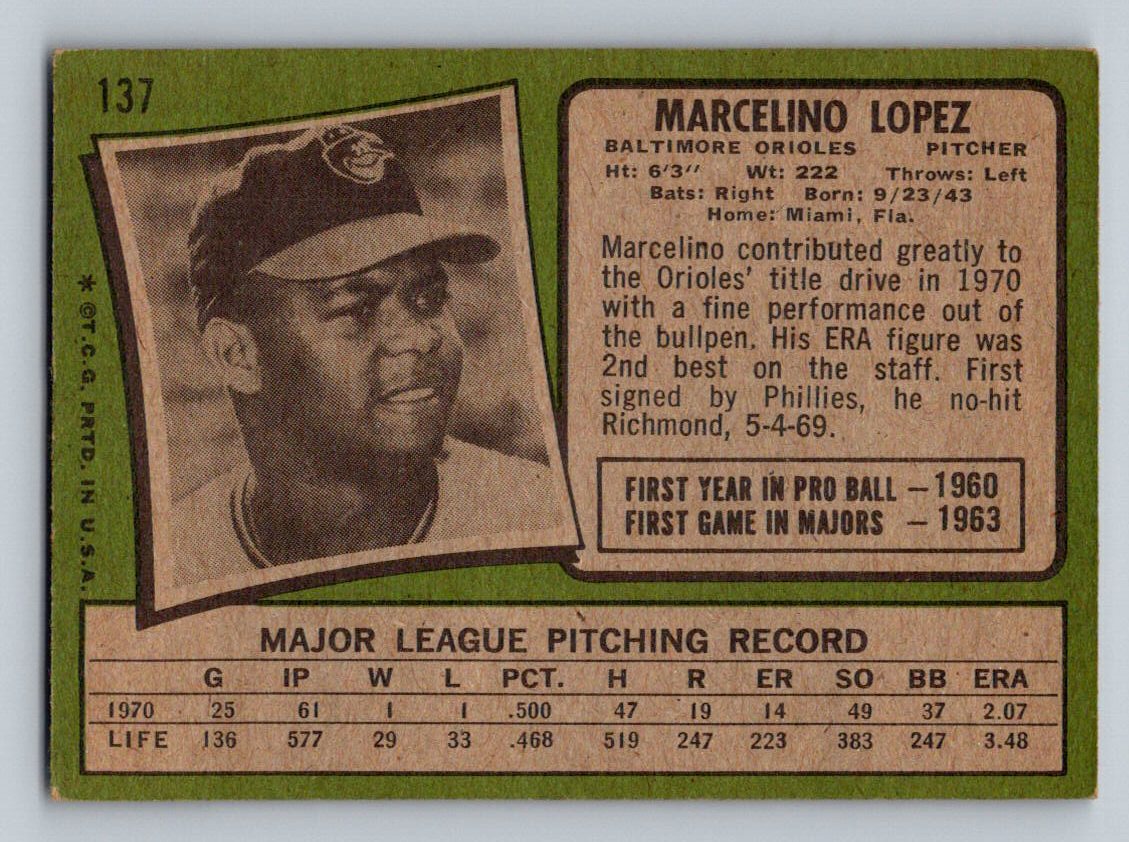 137
MARCELINO LOPEZ
BALTIMORE ORIOLES PITCHER
Ht: 6'3" Wt: 222 Throws: Left
Bats: Right Born: 9/23/43
Home: Miami, Fla.
Marcelino contributed greatly to
the Orioles' title drive in 1970
with a fine performance out of
the bullpen. His ERA figure was
2nd best on the staff. First
signed by Phillies, he no-hit
Richmond, 5-4-69.
FIRST YEAR IN PRO BALL – 1960
FIRST GAME IN MAJORS – 1963
* ©T.C.G. PRTD. IN U.S.A.
MAJOR LEAGUE PITCHING RECORD
G IP W L PCT. H R ER SO BB ERA
1970 25 61 1 1 .500 47 19 14 49 37 2.07
LIFE 136 577 29 33 .468 519 247 223 383 247 3.48